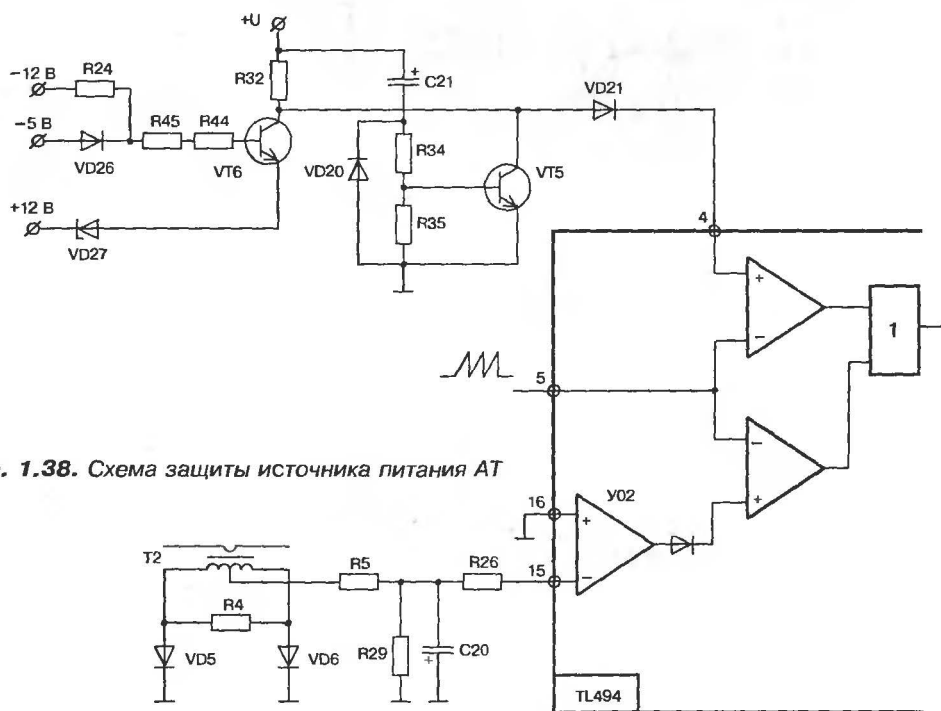 +U
−12 В
R24
R32
C21
VD21
−5 В
R45
R44
VD26
VT6
VD20
R34
VT5
+12 В
VD27
R35
4
+
−
1
5
. 1.38. Схема защиты источника питания АТ
−
+
16
У02
+
T2
R5
R26
15
−
R4
VD5
VD6
R29
C20
+
TL494